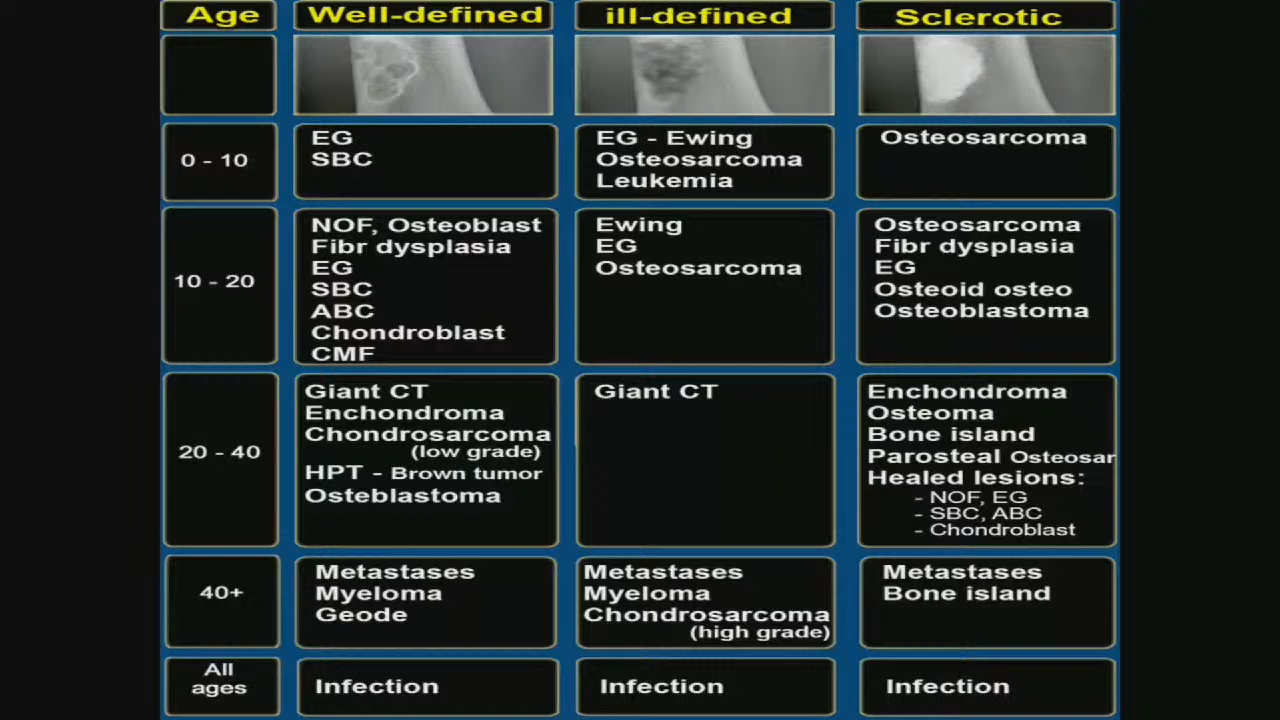 Age Well-defined ill-defined Sclerotic
0 - 10
EG
SBC
EG - Ewing
Osteosarcoma
Leukemia
Osteosarcoma
10 - 20
NOF, Osteoblast
Fibr dysplasia
EG
SBC
ABC
Chondroblast
CMF
Ewing
EG
Osteosarcoma
Osteosarcoma
Fibr dysplasia
EG
Osteoid osteo
Osteoblastoma
20 - 40
Giant CT
Enchondroma
Chondrosarcoma
(low grade)
HPT - Brown tumor
Osteblastoma
Giant CT
Enchondroma
Osteoma
Bone island
Parosteal Osteosar
Healed lesions:
- NOF, EG
- SBC, ABC
- Chondroblast
40+
Metastases
Myeloma
Geode
Metastases
Myeloma
Chondrosarcoma
(high grade)
Metastases
Bone island
All
ages
Infection
Infection
Infection